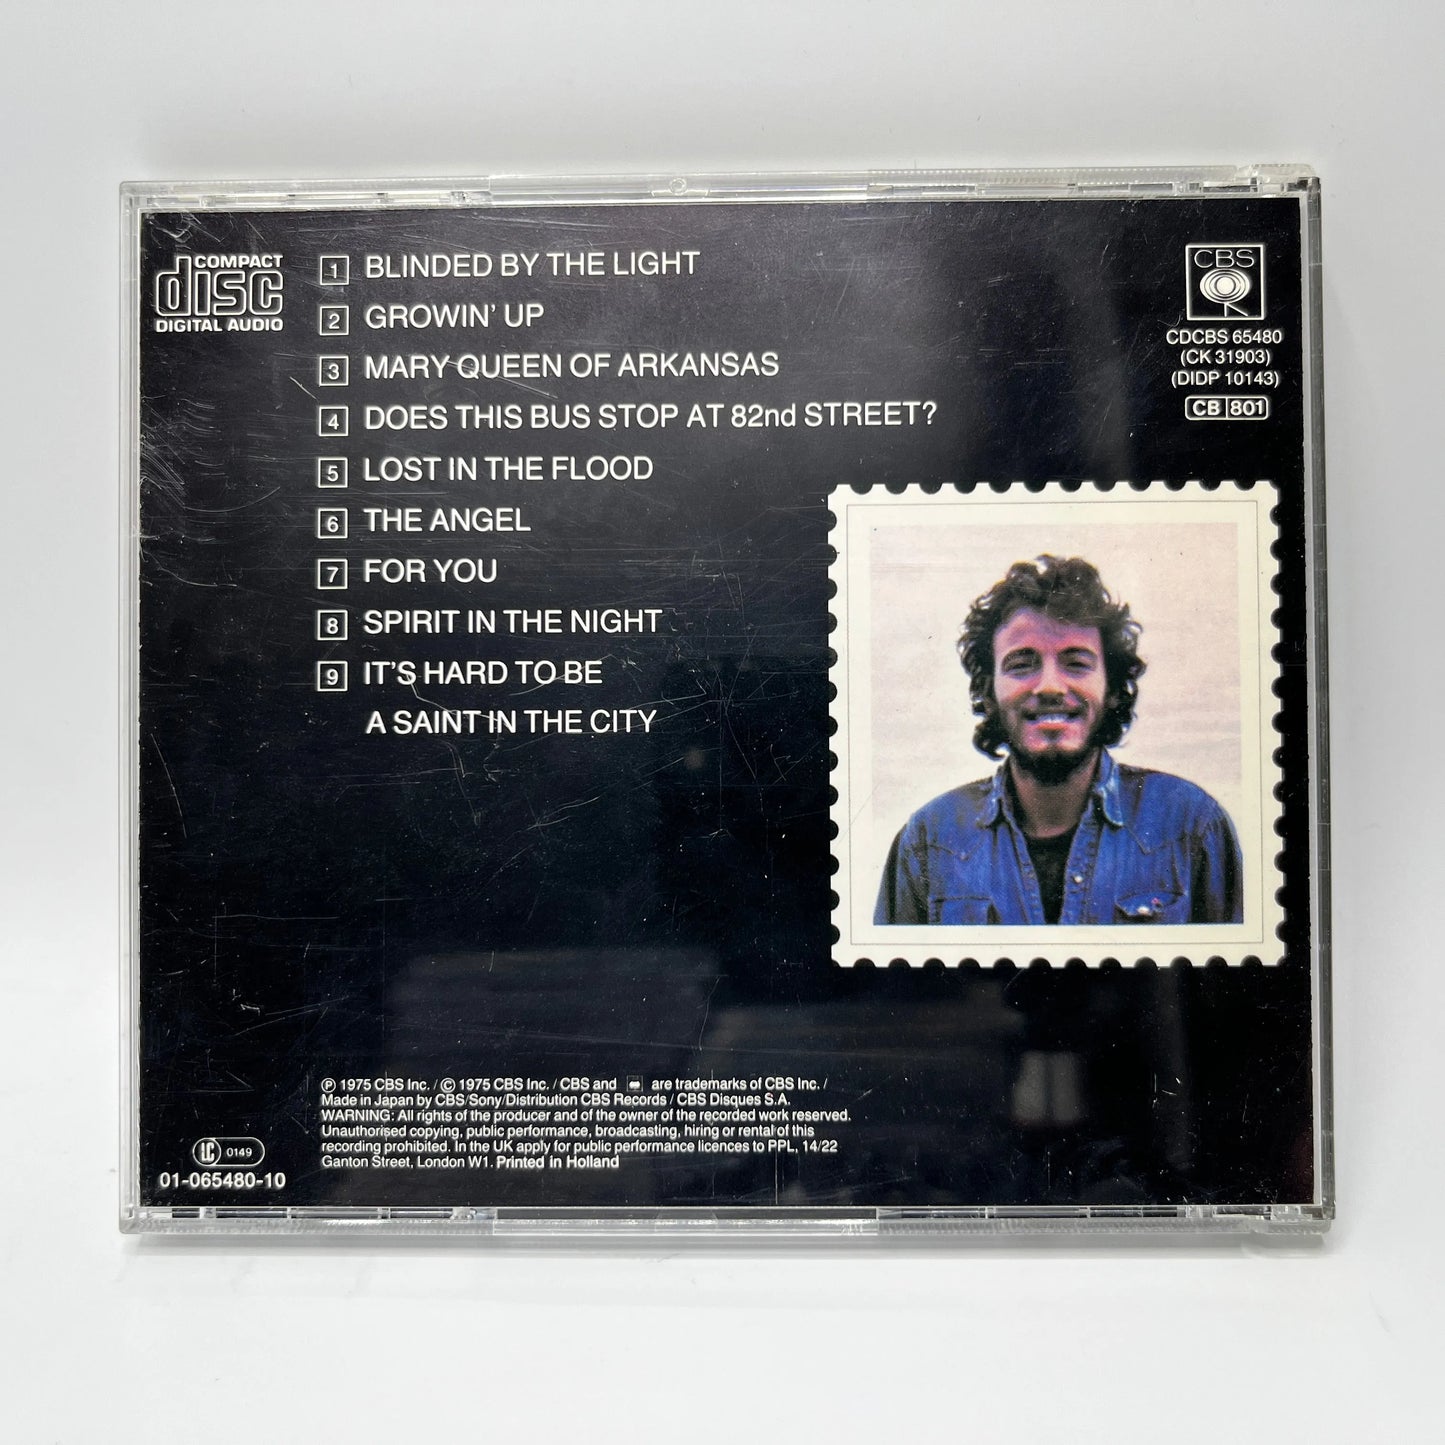 COMPACT
disc
DIGITAL AUDIO
1 BLINDED BY THE LIGHT
2 GROWIN' UP
3 MARY QUEEN OF ARKANSAS
4 DOES THIS BUS STOP AT 82nd STREET?
5 LOST IN THE FLOOD
6 THE ANGEL
7 FOR YOU
8 SPIRIT IN THE NIGHT
9 IT'S HARD TO BE
A SAINT IN THE CITY
CBS
CDCBS 65480
(CK 31903)
(DIDP 10143)
CB 801
℗ 1975 CBS Inc. / © 1975 CBS Inc. / CBS and are trademarks of CBS Inc. /
Made in Japan by CBS/Sony/Distribution CBS Records / CBS Disques S.A.
WARNING: All rights of the producer and of the owner of the recorded work reserved.
Unauthorised copying, public performance, broadcasting, hiring or rental of this
recording prohibited. In the UK apply for public performance licences to PPL, 14/22
Ganton Street, London W1. Printed in Holland
LC 0149
01-065480-10